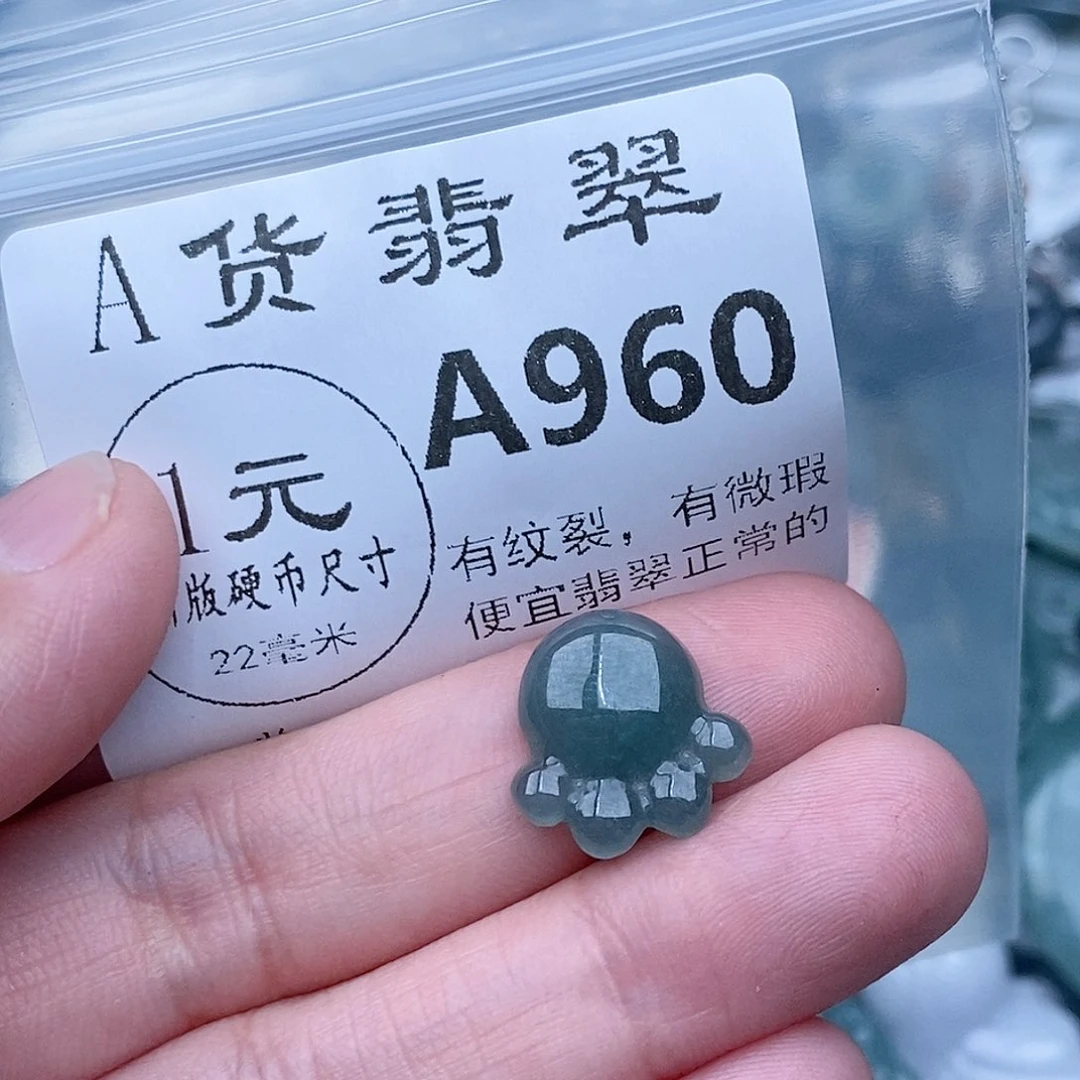 A货翡翠
A960
1元
版硬币尺寸
22毫米
有纹裂，有微瑕
便宜翡翠正常的